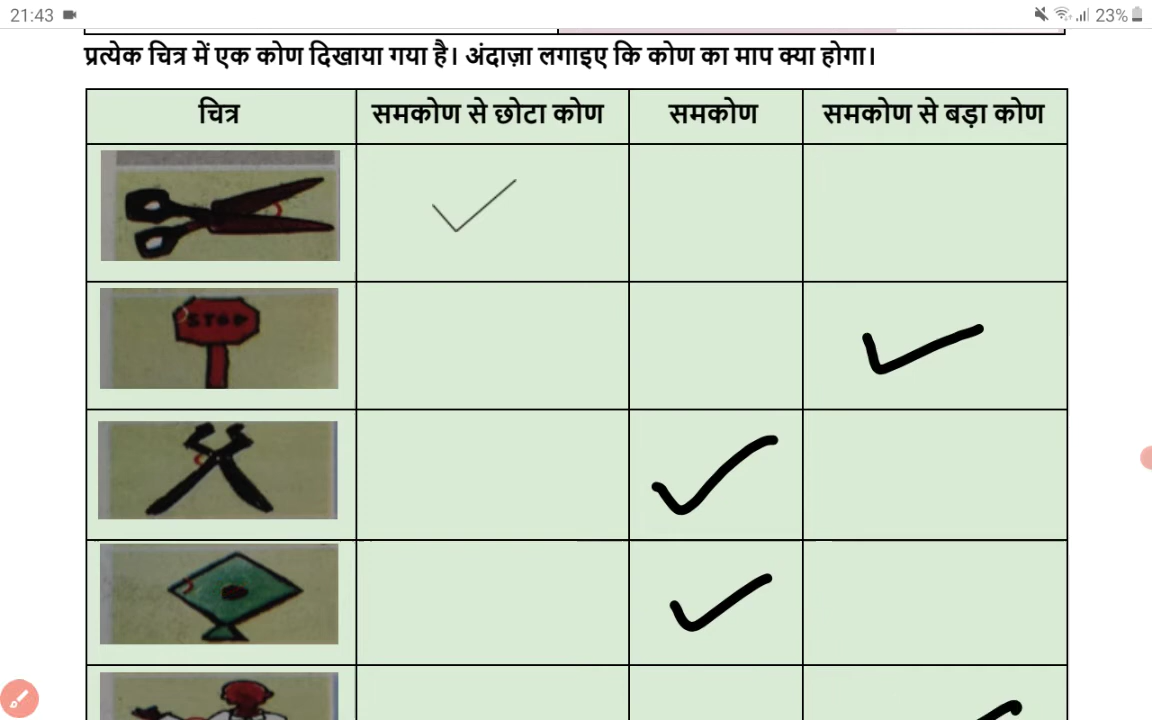 21:43
23%
प्रत्येक चित्र में एक कोण दिखाया गया है। अंदाज़ा लगाइए कि कोण का माप क्या होगा।
चित्र समकोण से छोटा कोण समकोण समकोण से बड़ा कोण
STOP